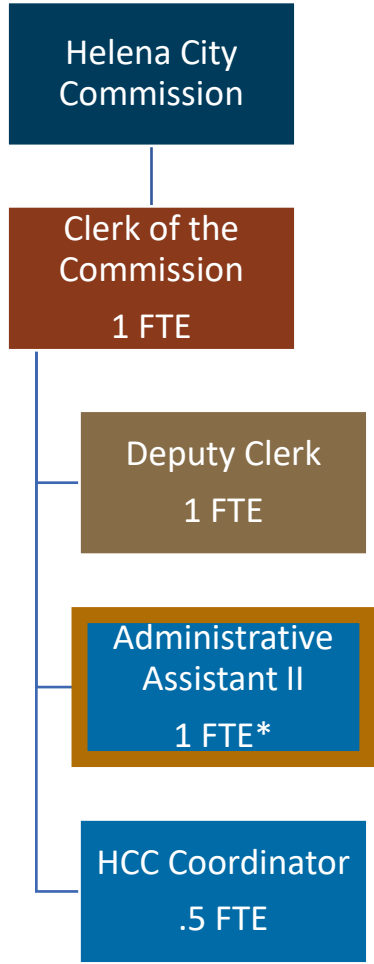 Helena City
Commission
Clerk of the
Commission
1 FTE
Deputy Clerk
1 FTE
Administrative
Assistant II
1 FTE*
HCC Coordinator
.5 FTE